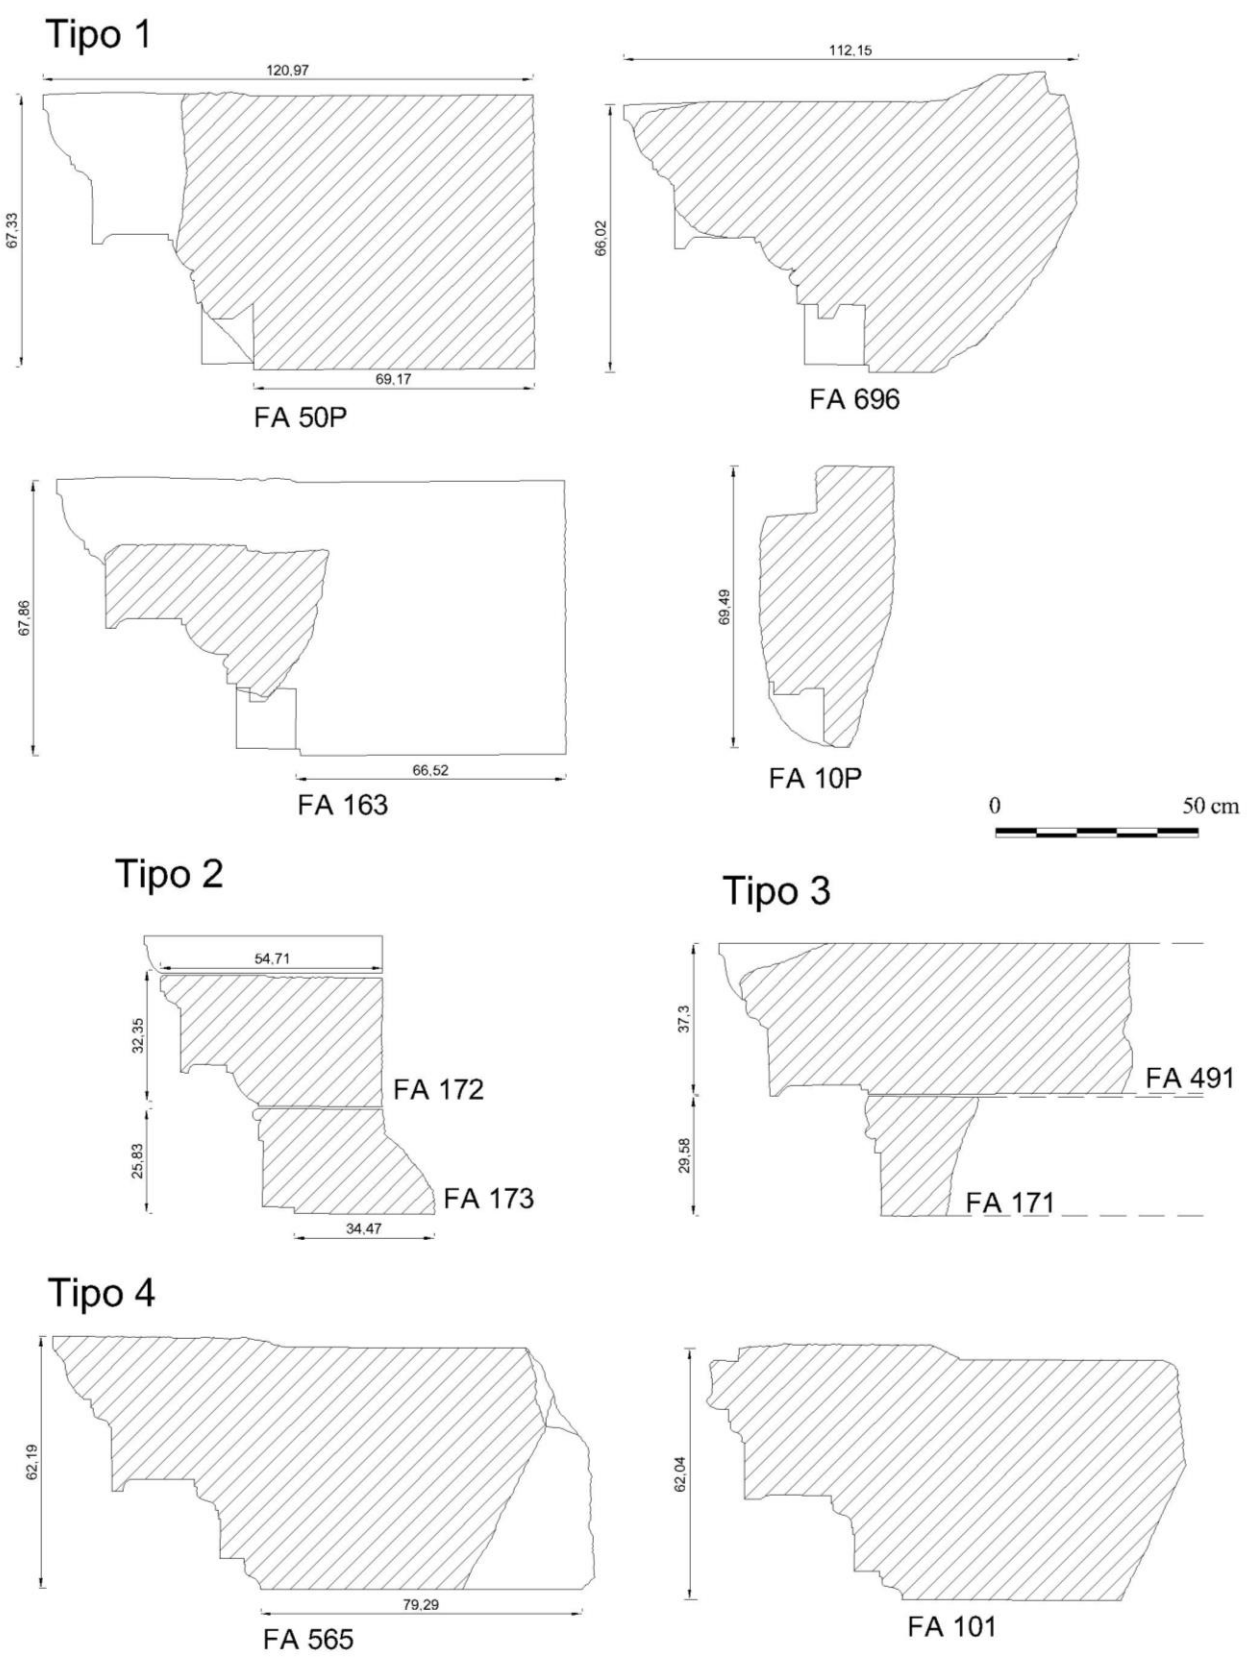 Tipo 1
120,97
67,33
69,17
FA 50P
112,15
66,02
FA 696
67,86
66,52
FA 163
69,49
FA 10P
0 50 cm
Tipo 2
54,71
32,35
FA 172
25,83
FA 173
34,47
Tipo 3
37,3
FA 491
29,58
FA 171
Tipo 4
62,19
79,29
FA 565
62,04
FA 101